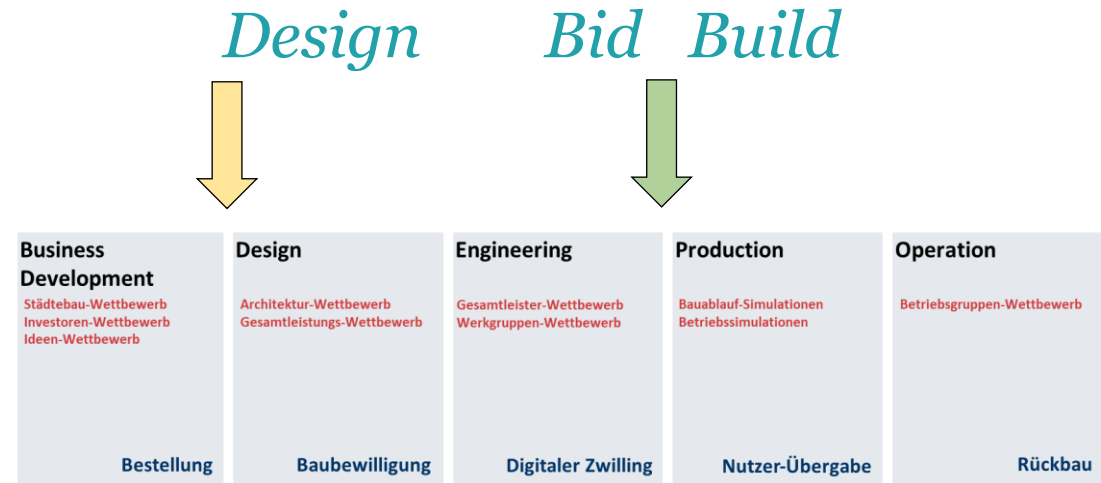 Design Bid Build
Business
Development
Städtebau-Wettbewerb
Investoren-Wettbewerb
Ideen-Wettbewerb
Bestellung
Design
Architektur-Wettbewerb
Gesamtleistungs-Wettbewerb
Baubewilligung
Engineering
Gesamtleister-Wettbewerb
Werkgruppen-Wettbewerb
Digitaler Zwilling
Production
Bauablauf-Simulationen
Betriebssimulationen
Nutzer-Übergabe
Operation
Betriebsgruppen-Wettbewerb
Rückbau